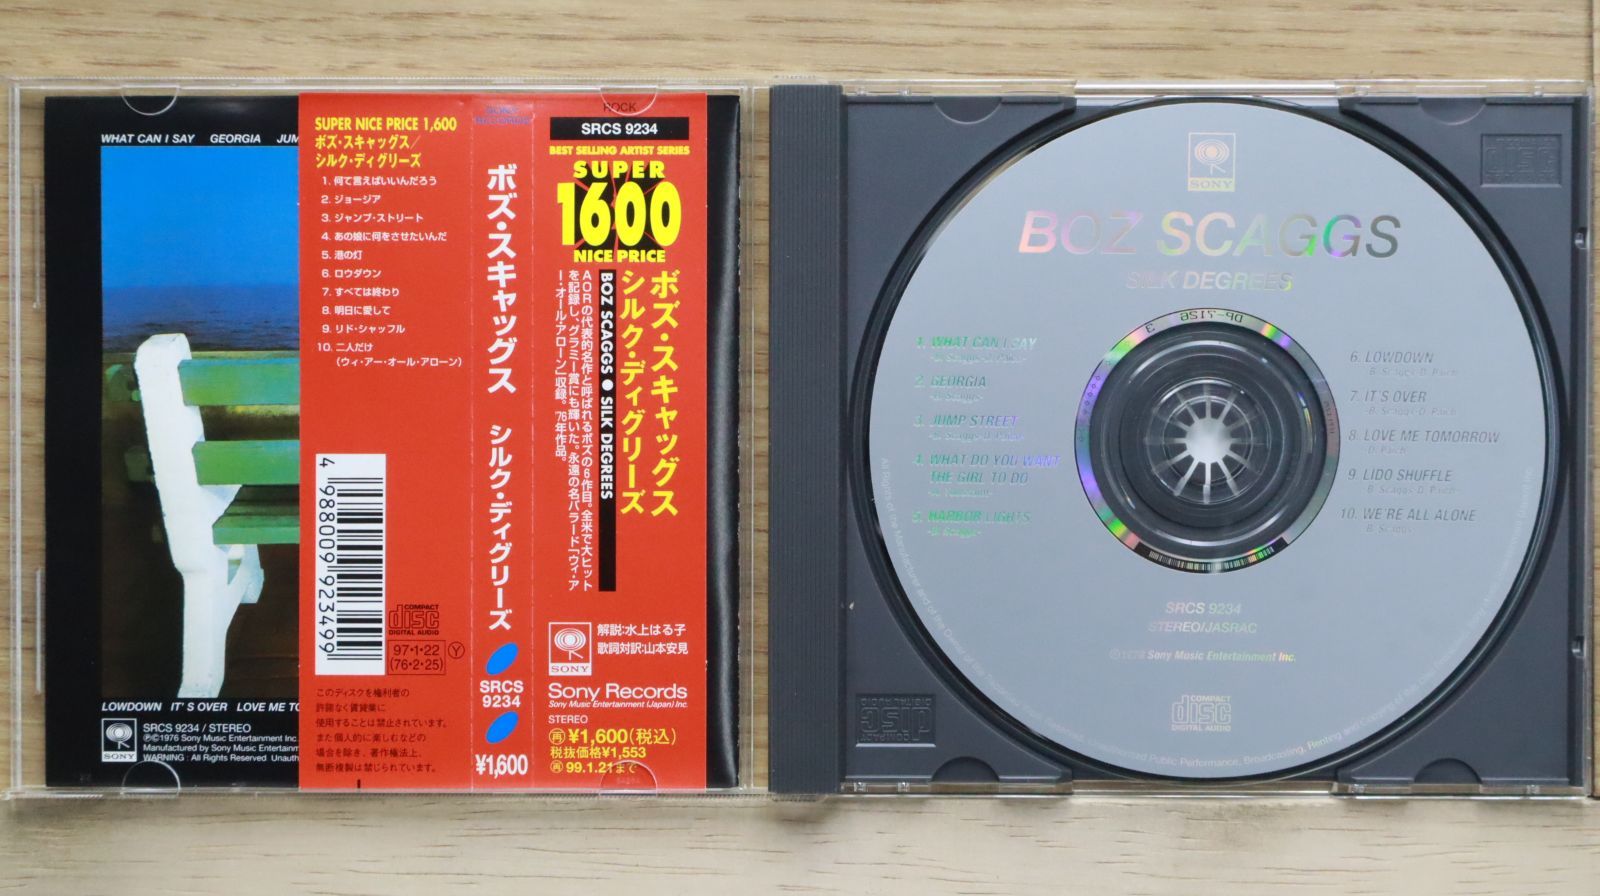 WHAT CAN I SAY GEORGIA JUM
LOWDOWN IT'S OVER LOVE ME TO
SRCS 9234 / STEREO
℗©1976 Sony Music Entertainment Inc.
Manufactured by Sony Music Entertainm
WARNING : All Rights Reserved. Unauth
SONY
SUPER NICE PRICE 1,600
ボズ・スキャッグス/
シルク・ディグリーズ
1. 何て言えばいいんだろう
2. ジョージア
3. ジャンプ・ストリート
4. あの娘に何をさせたいんだ
5. 港の灯
6. ロウダウン
7. すべては終わり
8. 明日に愛して
9. リド・シャッフル
10. 二人だけ
(ウィ・アー・オール・アローン)
4 988009 923499
COMPACT
disc
DIGITAL AUDIO
97・1・22
(76・2・25)
Y
このディスクを権利者の
許諾なく賃貸業に
使用することは禁止されています。
また個人的に楽しむなどの
場合を除き、著作権法上、
無断複製は禁じられています。
SONY
RECORDS
ボズ・スキャッグス シルク・ディグリーズ
SRCS
9234
¥1,600
ROCK
SRCS 9234
BEST SELLING ARTIST SERIES
SUPER
1600
NICE PRICE
ボズ・スキャッグス
シルク・ディグリーズ
BOZ SCAGGS ● SILK DEGREES
AORの代表的名作と呼ばれるボズの6作目。全米で大ヒット
を記録し、グラミー賞にも輝いた。永遠の名バラード「ウィ・ア
ー・オール・アローン」収録。'76年作品。
SONY
解説:水上はる子
歌詞対訳:山本安見
Sony Records
Sony Music Entertainment (Japan) Inc.
STEREO
再¥1,600(税込)
税抜価格¥1,553
再99.1.21まで
SONY
BOZ SCAGGS
SILK DEGREES
1. WHAT CAN I SAY
-B. Scaggs-D. Paich-
2. GEORGIA
-B. Scaggs-
3. JUMP STREET
-B. Scaggs-D. Paich-
4. WHAT DO YOU WANT
THE GIRL TO DO
5. HARBOR LIGHTS
-B. Scaggs-
6. LOWDOWN
-B. Scaggs-D. Paich-
7. IT'S OVER
-B. Scaggs-D. Paich-
8. LOVE ME TOMORROW
-D. Paich-
9. LIDO SHUFFLE
-B. Scaggs-D. Paich-
10. WE'RE ALL ALONE
-B. Scaggs-
SRCS 9234
STEREO/JASRAC
Sony Music Entertainment Inc.
COMPACT
disc
DIGITAL AUDIO